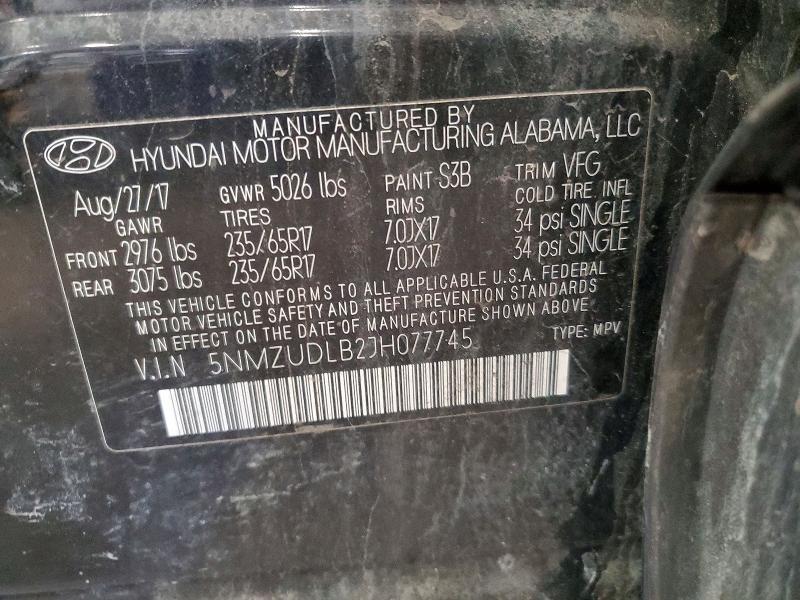 MANUFACTURED BY
HYUNDAI MOTOR MANUFACTURING ALABAMA, LLC
Aug/27/17 GVWR 5026 lbs PAINT-S3B TRIM VFG
GAWR TIRES RIMS COLD TIRE. INFL
FRONT 2976 lbs 235/65R17 7.0JX17 34 psi SINGLE
REAR 3075 lbs 235/65R17 7.0JX17 34 psi SINGLE
THIS VEHICLE CONFORMS TO ALL APPLICABLE U.S.A. FEDERAL
MOTOR VEHICLE SAFETY AND THEFT PREVENTION STANDARDS
IN EFFECT ON THE DATE OF MANUFACTURE SHOWN ABOVE
V.I.N 5NMZUDLB2JH077745 TYPE: MPV